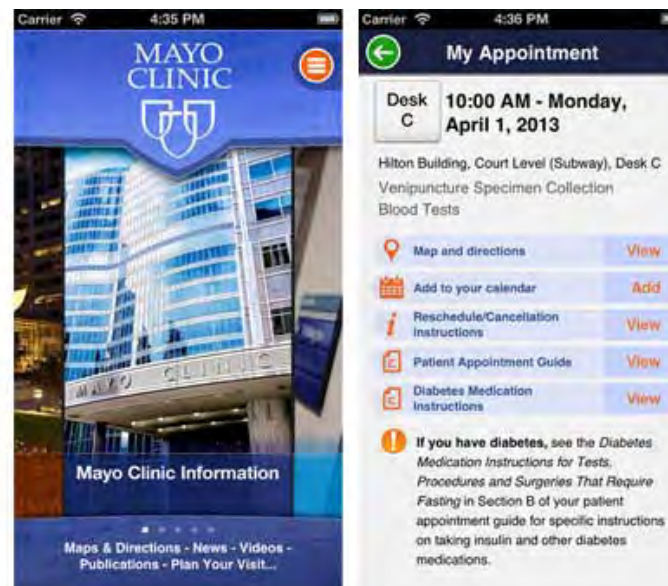 Carrier 4:35 PM
MAYO
CLINIC
MAYO CLINIC
Mayo Clinic Information
Maps & Directions - News - Videos -
Publications - Plan Your Visit...
Carrier 4:36 PM
My Appointment
Desk
C
10:00 AM - Monday,
April 1, 2013
Hilton Building, Court Level (Subway), Desk C
Venipuncture Specimen Collection
Blood Tests
Map and directions View
Add to your calendar Add
Reschedule/Cancellation
Instructions View
Patient Appointment Guide View
Diabetes Medication
Instructions View
If you have diabetes, see the Diabetes
Medication Instructions for Tests,
Procedures and Surgeries That Require
Fasting in Section B of your patient
appointment guide for specific instructions
on taking insulin and other diabetes
medications.